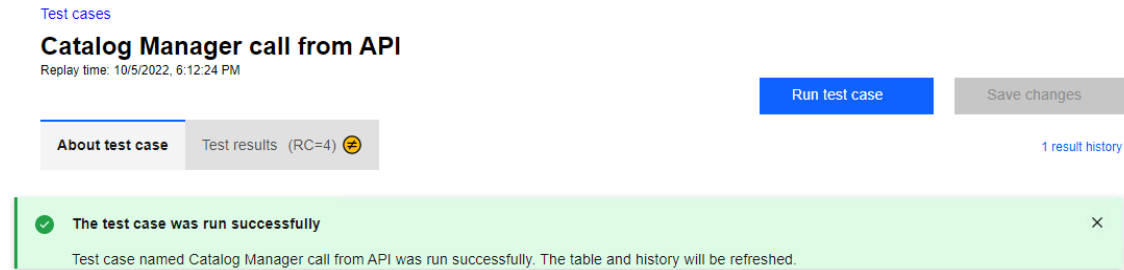 Test cases
Catalog Manager call from API
Replay time: 10/5/2022, 6:12:24 PM
Run test case
Save changes
About test case
Test results (RC=4) ≠
1 result history
The test case was run successfully
Test case named Catalog Manager call from API was run successfully. The table and history will be refreshed.